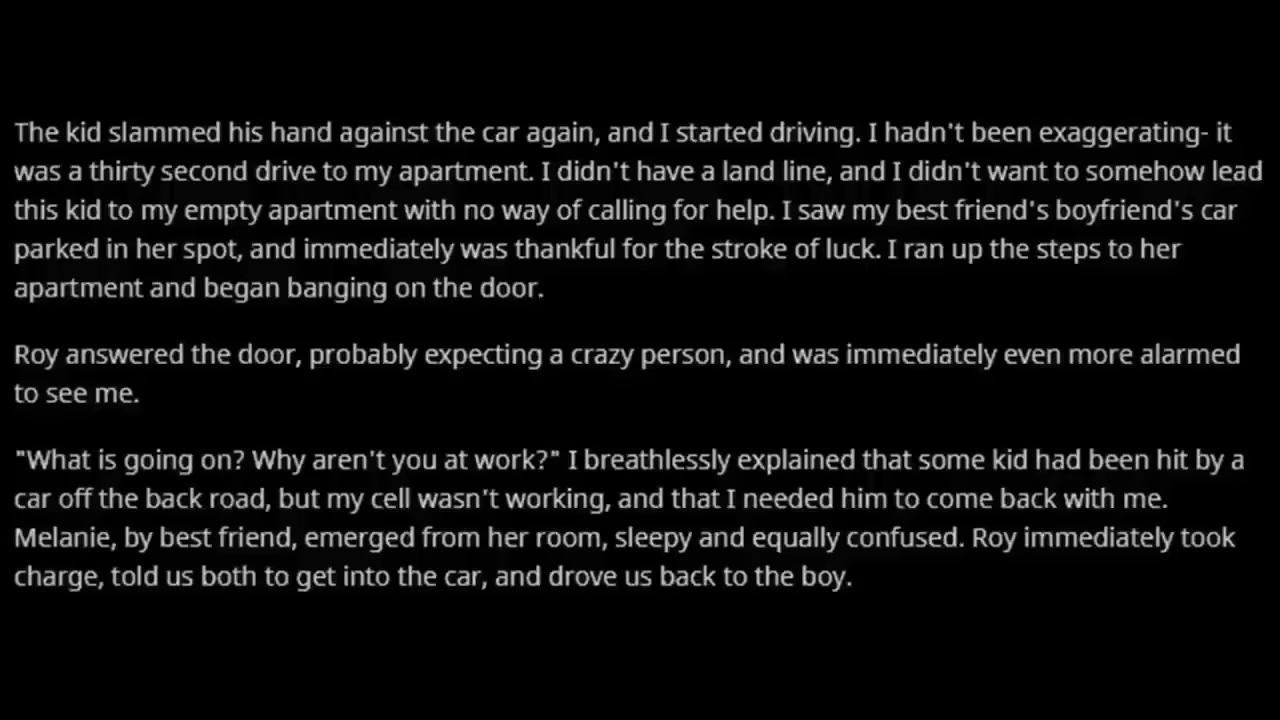 The kid slammed his hand against the car again, and I started driving. I hadn't been exaggerating- it
was a thirty second drive to my apartment. I didn't have a land line, and I didn't want to somehow lead
this kid to my empty apartment with no way of calling for help. I saw my best friend's boyfriend's car
parked in her spot, and immediately was thankful for the stroke of luck. I ran up the steps to her
apartment and began banging on the door.
Roy answered the door, probably expecting a crazy person, and was immediately even more alarmed
to see me.
"What is going on? Why aren't you at work?" I breathlessly explained that some kid had been hit by a
car off the back road, but my cell wasn't working, and that I needed him to come back with me.
Melanie, by best friend, emerged from her room, sleepy and equally confused. Roy immediately took
charge, told us both to get into the car, and drove us back to the boy.